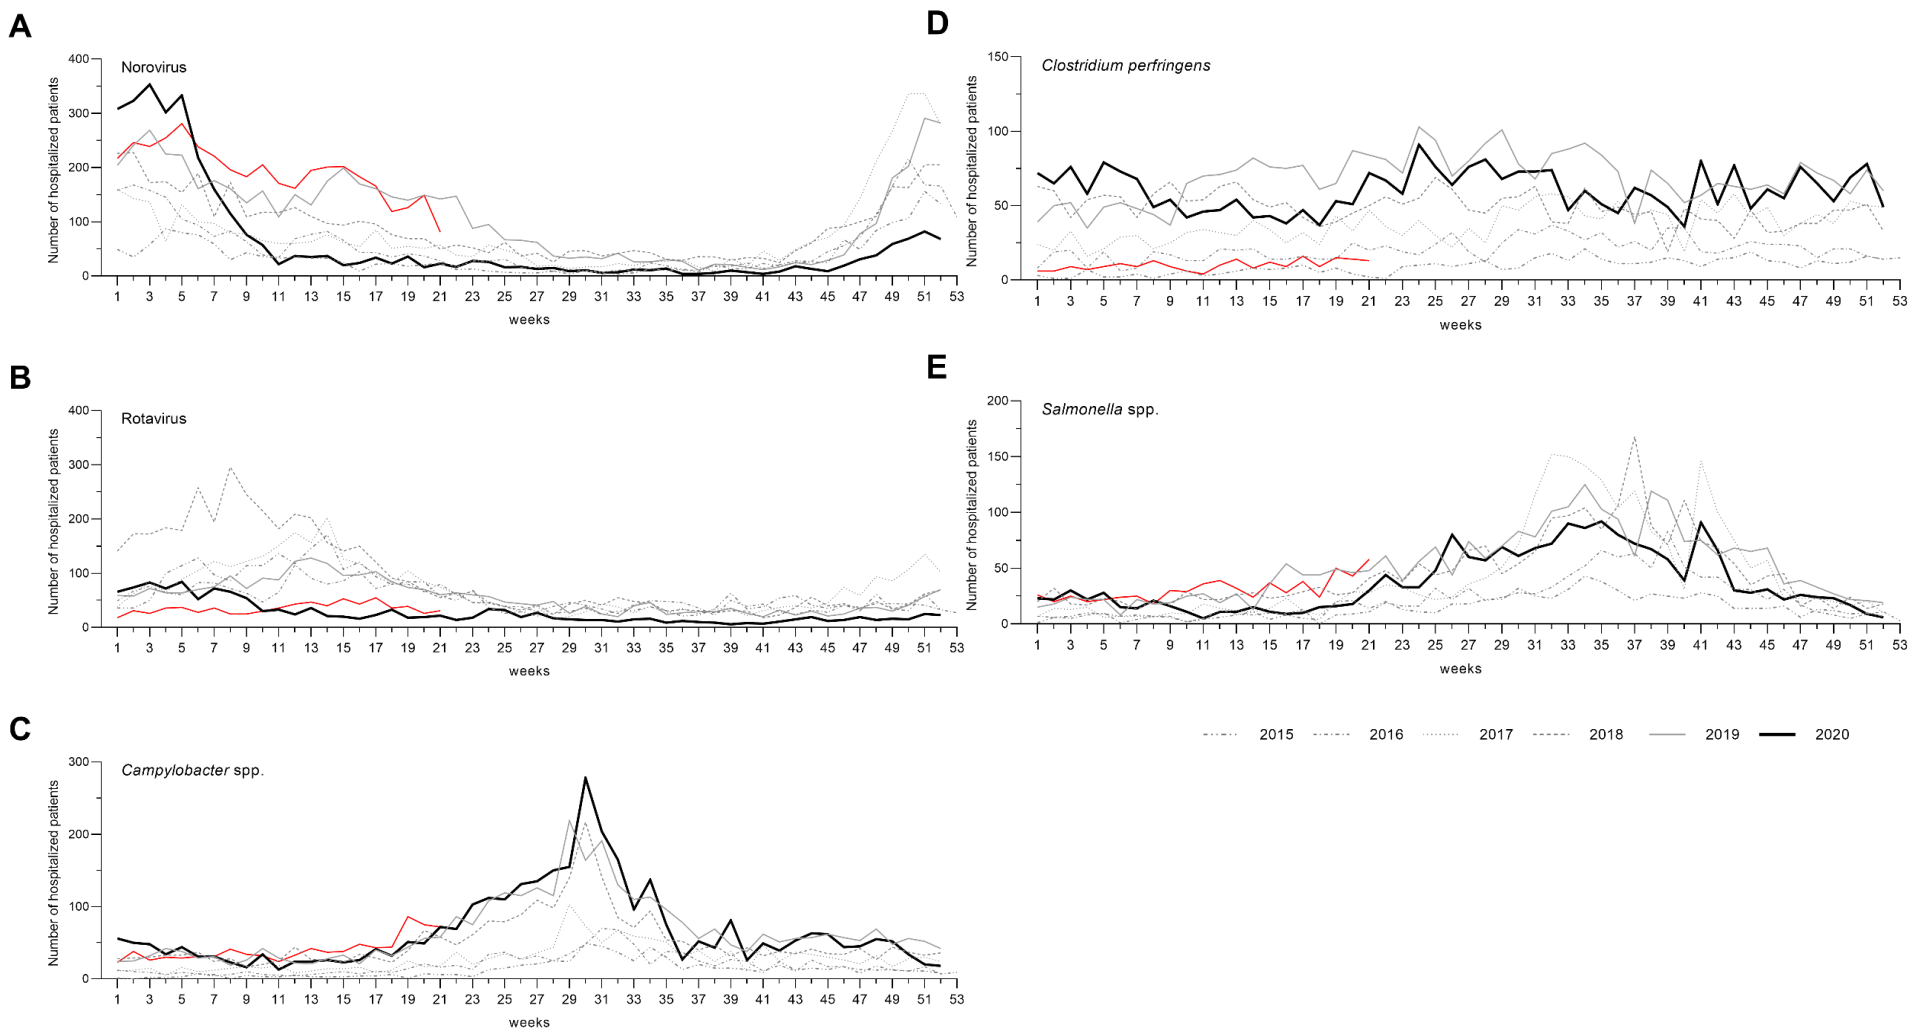 A
Norovirus
Number of hospitalized patients
400
300
200
100
0
1 3 5 7 9 11 13 15 17 19 21 23 25 27 29 31 33 35 37 39 41 43 45 47 49 51 53
weeks
B
Rotavirus
Number of hospitalized patients
400
300
200
100
0
1 3 5 7 9 11 13 15 17 19 21 23 25 27 29 31 33 35 37 39 41 43 45 47 49 51 53
weeks
C
Campylobacter spp.
Number of hospitalized patients
300
200
100
0
1 3 5 7 9 11 13 15 17 19 21 23 25 27 29 31 33 35 37 39 41 43 45 47 49 51 53
weeks
D
Clostridium perfringens
Number of hospitalized patients
150
100
50
0
1 3 5 7 9 11 13 15 17 19 21 23 25 27 29 31 33 35 37 39 41 43 45 47 49 51 53
weeks
E
Salmonella spp.
Number of hospitalized patients
200
150
100
50
0
1 3 5 7 9 11 13 15 17 19 21 23 25 27 29 31 33 35 37 39 41 43 45 47 49 51 53
weeks
2015 2016 2017 2018 2019 2020